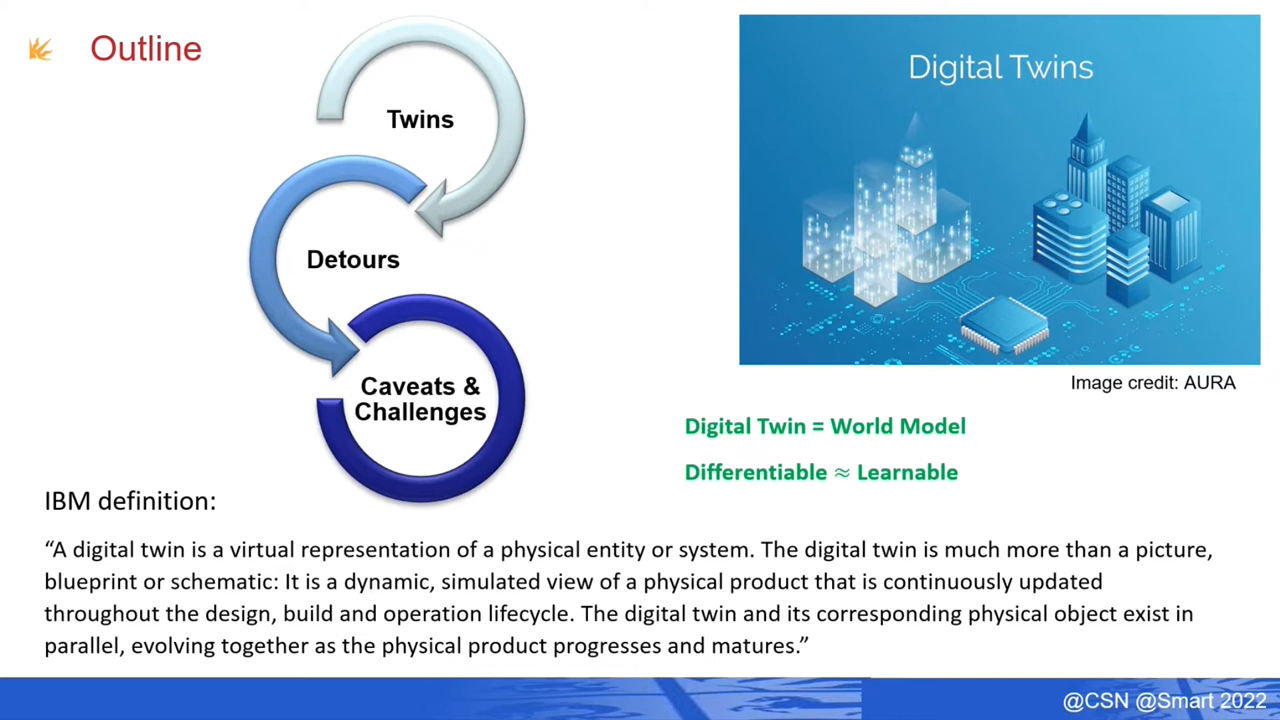 Outline
Twins
Detours
Caveats &
Challenges
Digital Twins
Image credit: AURA
Digital Twin = World Model
Differentiable ≈ Learnable
IBM definition:
“A digital twin is a virtual representation of a physical entity or system. The digital twin is much more than a picture,
blueprint or schematic: It is a dynamic, simulated view of a physical product that is continuously updated
throughout the design, build and operation lifecycle. The digital twin and its corresponding physical object exist in
parallel, evolving together as the physical product progresses and matures.”
@CSN @Smart 2022